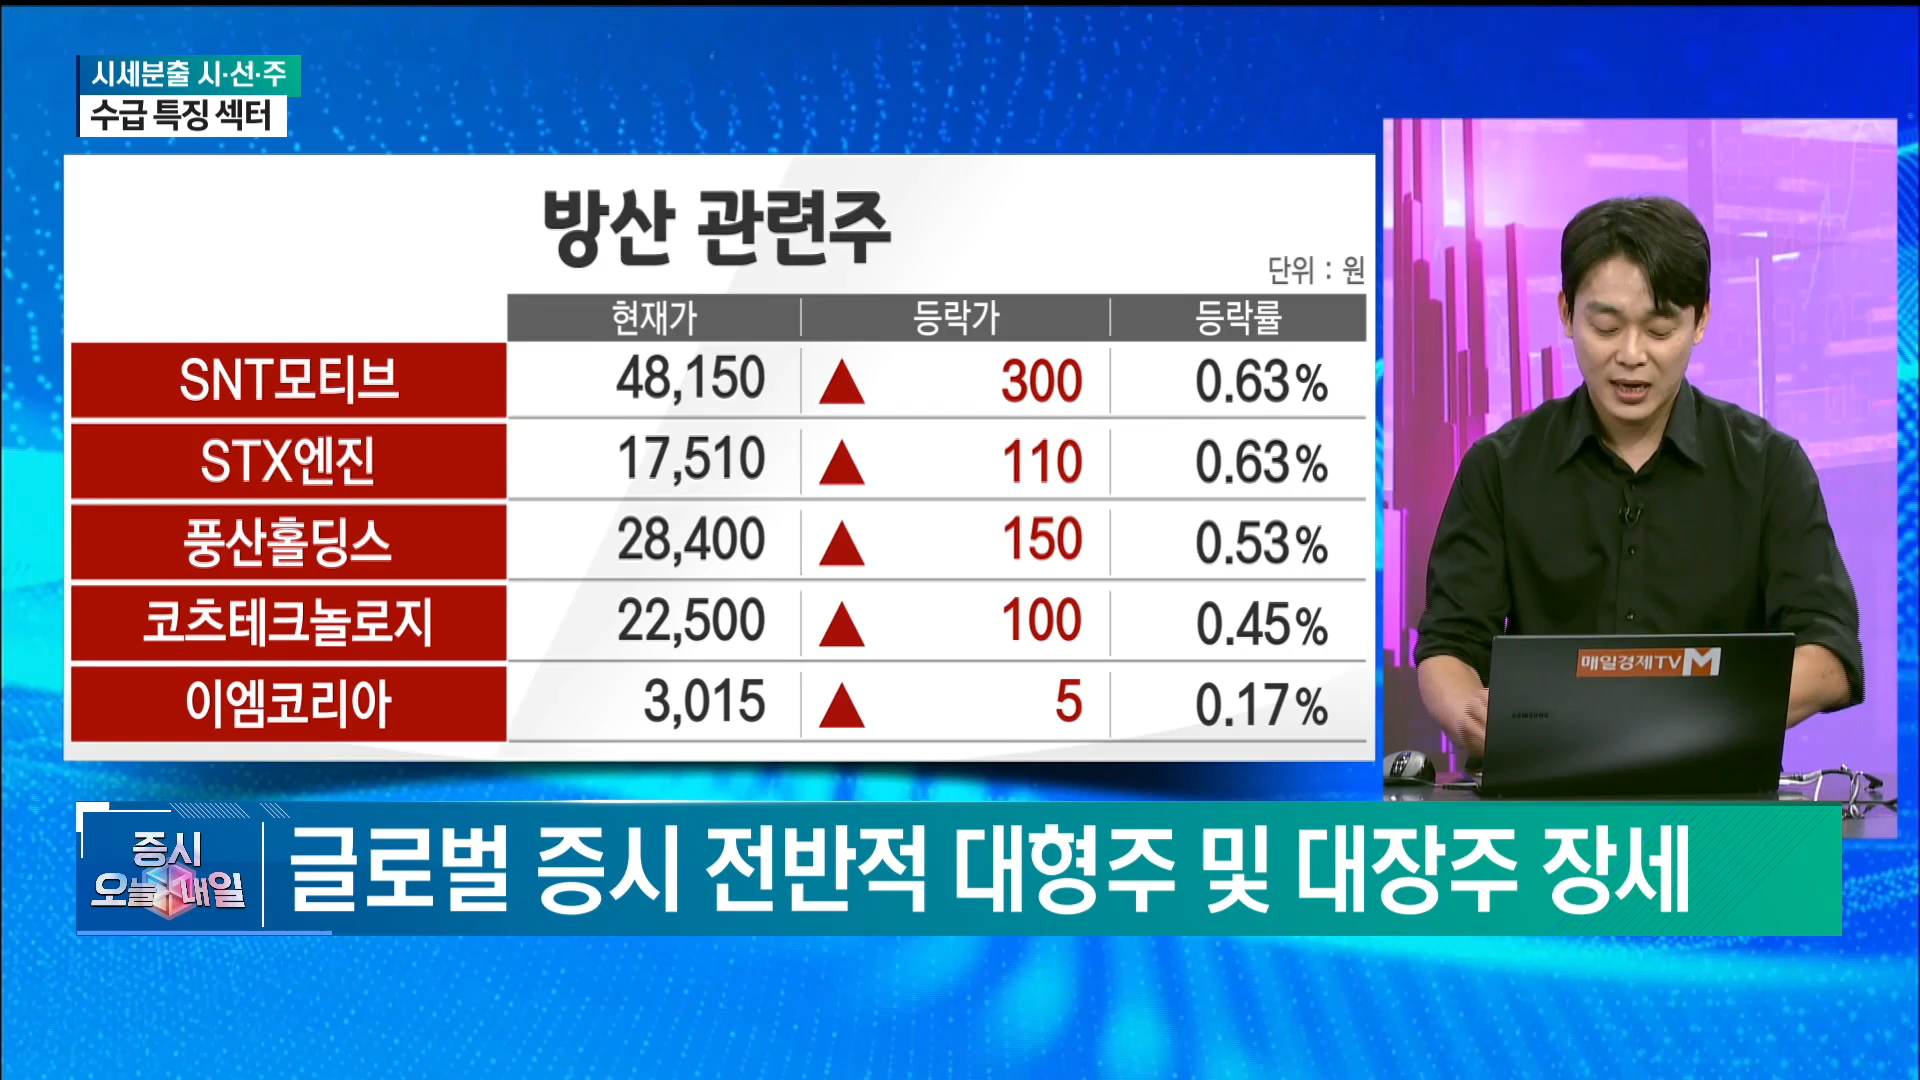 시세분출 시·선·주
수급 특징 섹터
방산 관련주
단위 : 원
현재가 등락가 등락률
SNT모티브 48,150 ▲ 300 0.63%
STX엔진 17,510 ▲ 110 0.63%
풍산홀딩스 28,400 ▲ 150 0.53%
코츠테크놀로지 22,500 ▲ 100 0.45%
이엠코리아 3,015 ▲ 5 0.17%
매일경제TV M
SAMSUNG
증시
오늘 매일
글로벌 증시 전반적 대형주 및 대장주 장세